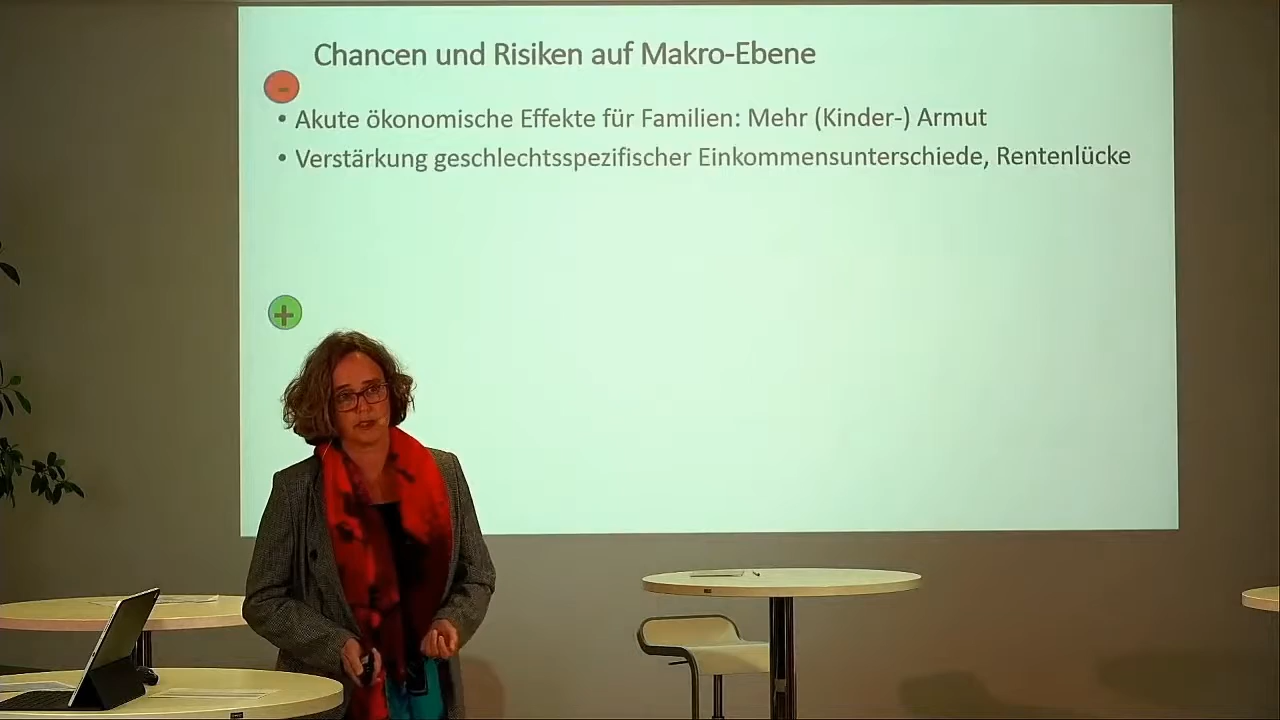 Chancen und Risiken auf Makro-Ebene
-
• Akute ökonomische Effekte für Familien: Mehr (Kinder-) Armut
• Verstärkung geschlechtsspezifischer Einkommensunterschiede, Rentenlücke
+